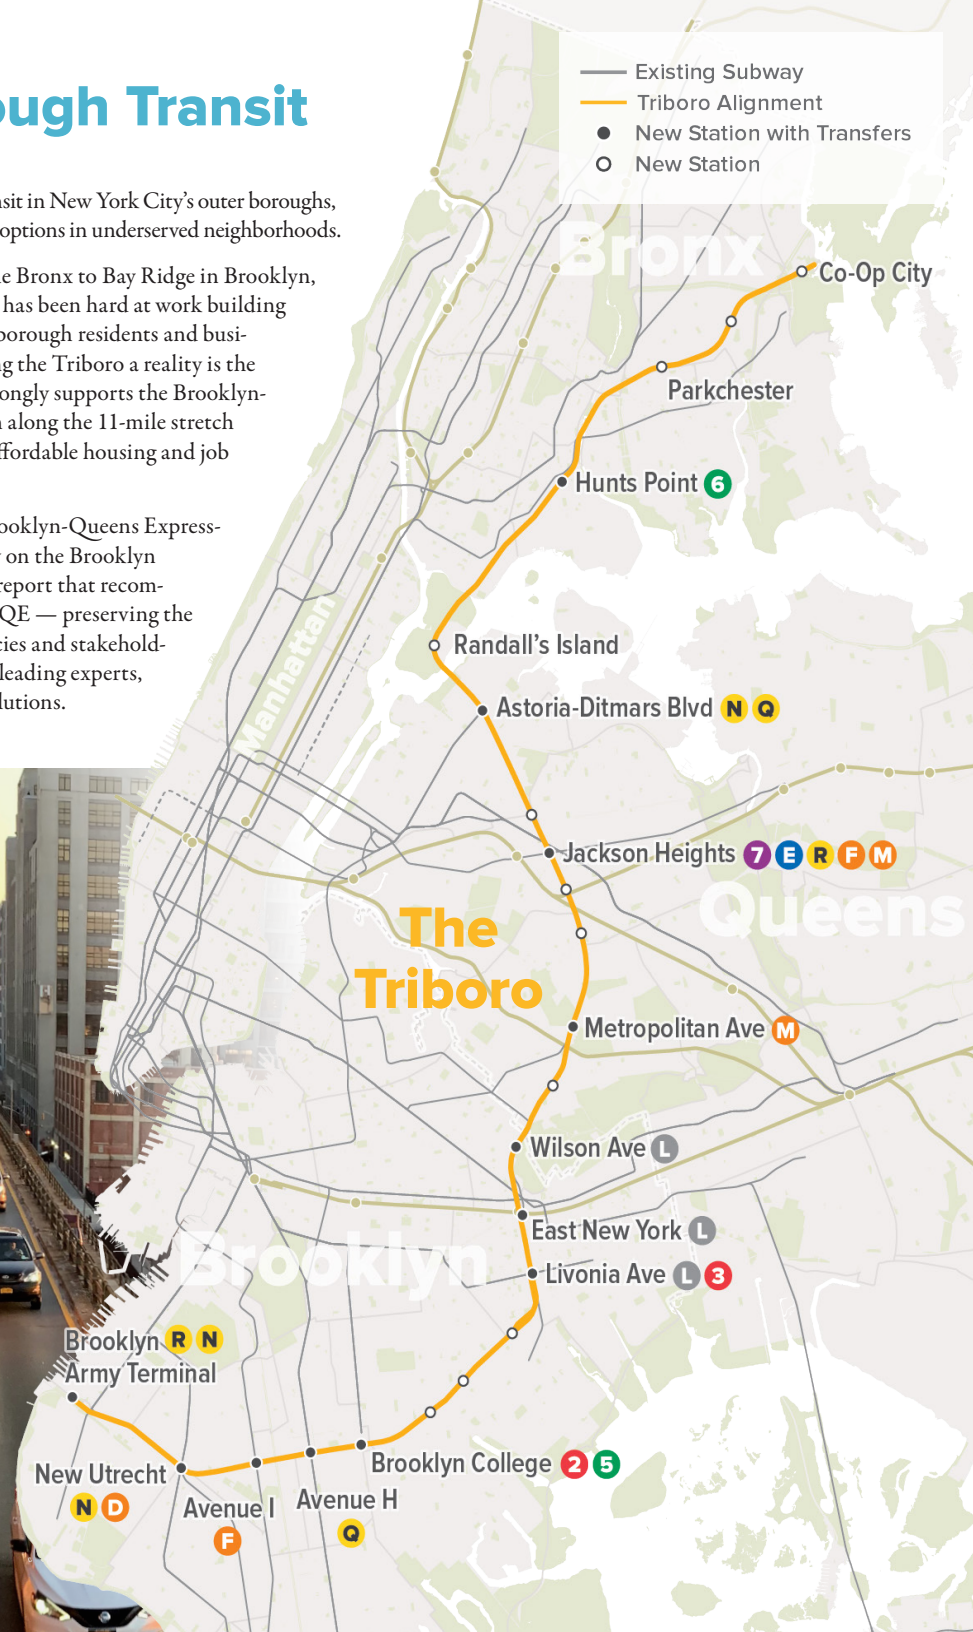 ough Transit
sit in New York City's outer boroughs,
options in underserved neighborhoods.
e Bronx to Bay Ridge in Brooklyn,
has been hard at work building
borough residents and busi-
g the Triboro a reality is the
ongly supports the Brooklyn-
along the 11-mile stretch
ffordable housing and job
ooklyn-Queens Express-
on the Brooklyn
report that recom-
QE — preserving the
cies and stakehold-
leading experts,
lutions.
Existing Subway
Triboro Alignment
New Station with Transfers
New Station
Bronx
Co-Op City
Parkchester
Hunts Point 6
Manhattan
Randall's Island
Astoria-Ditmars Blvd N Q
Jackson Heights 7 E R F M
Queens
The
Triboro
Metropolitan Ave M
Wilson Ave L
East New York L
Brooklyn
Livonia Ave L 3
Brooklyn R N
Army Terminal
Brooklyn College 2 5
New Utrecht
N D
Avenue I
F
Avenue H
Q